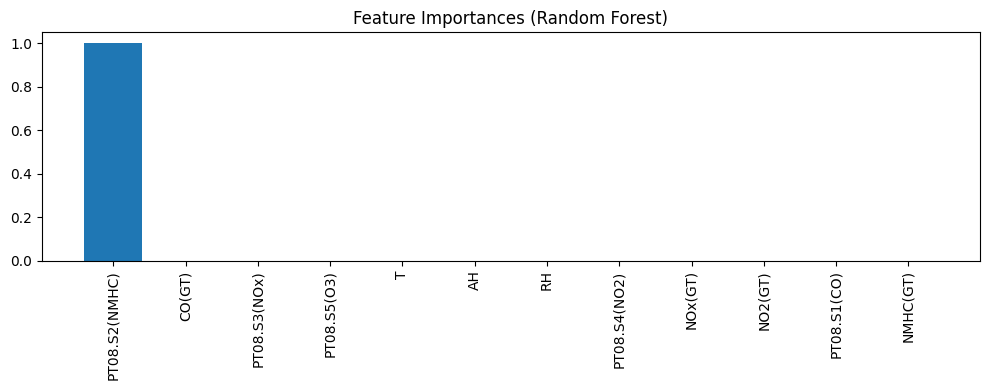 Feature Importances (Random Forest)
1.0
0.8
0.6
0.4
0.2
0.0
PT08.S2(NMHC)
CO(GT)
PT08.S3(NOx)
PT08.S5(O3)
T
AH
RH
PT08.S4(NO2)
NOx(GT)
NO2(GT)
PT08.S1(CO)
NMHC(GT)